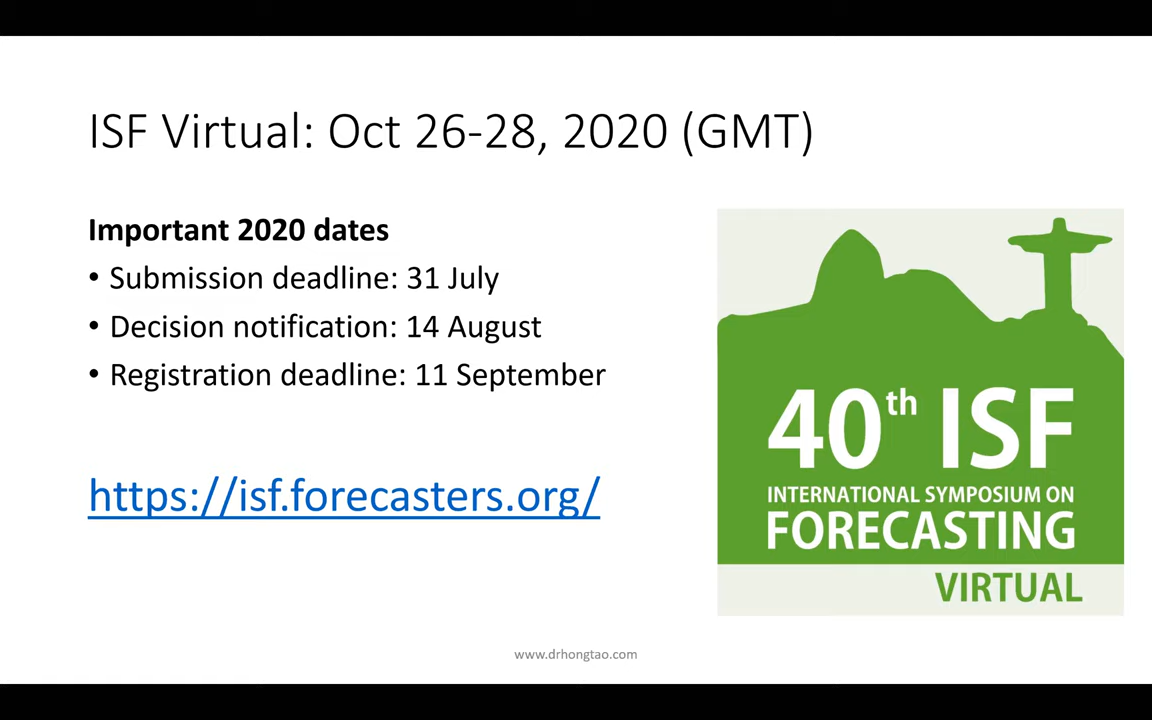 ISF Virtual: Oct 26-28, 2020 (GMT)
Important 2020 dates
• Submission deadline: 31 July
• Decision notification: 14 August
• Registration deadline: 11 September
https://isf.forecasters.org/
40th ISF
INTERNATIONAL SYMPOSIUM ON
FORECASTING
VIRTUAL
www.drhongtao.com